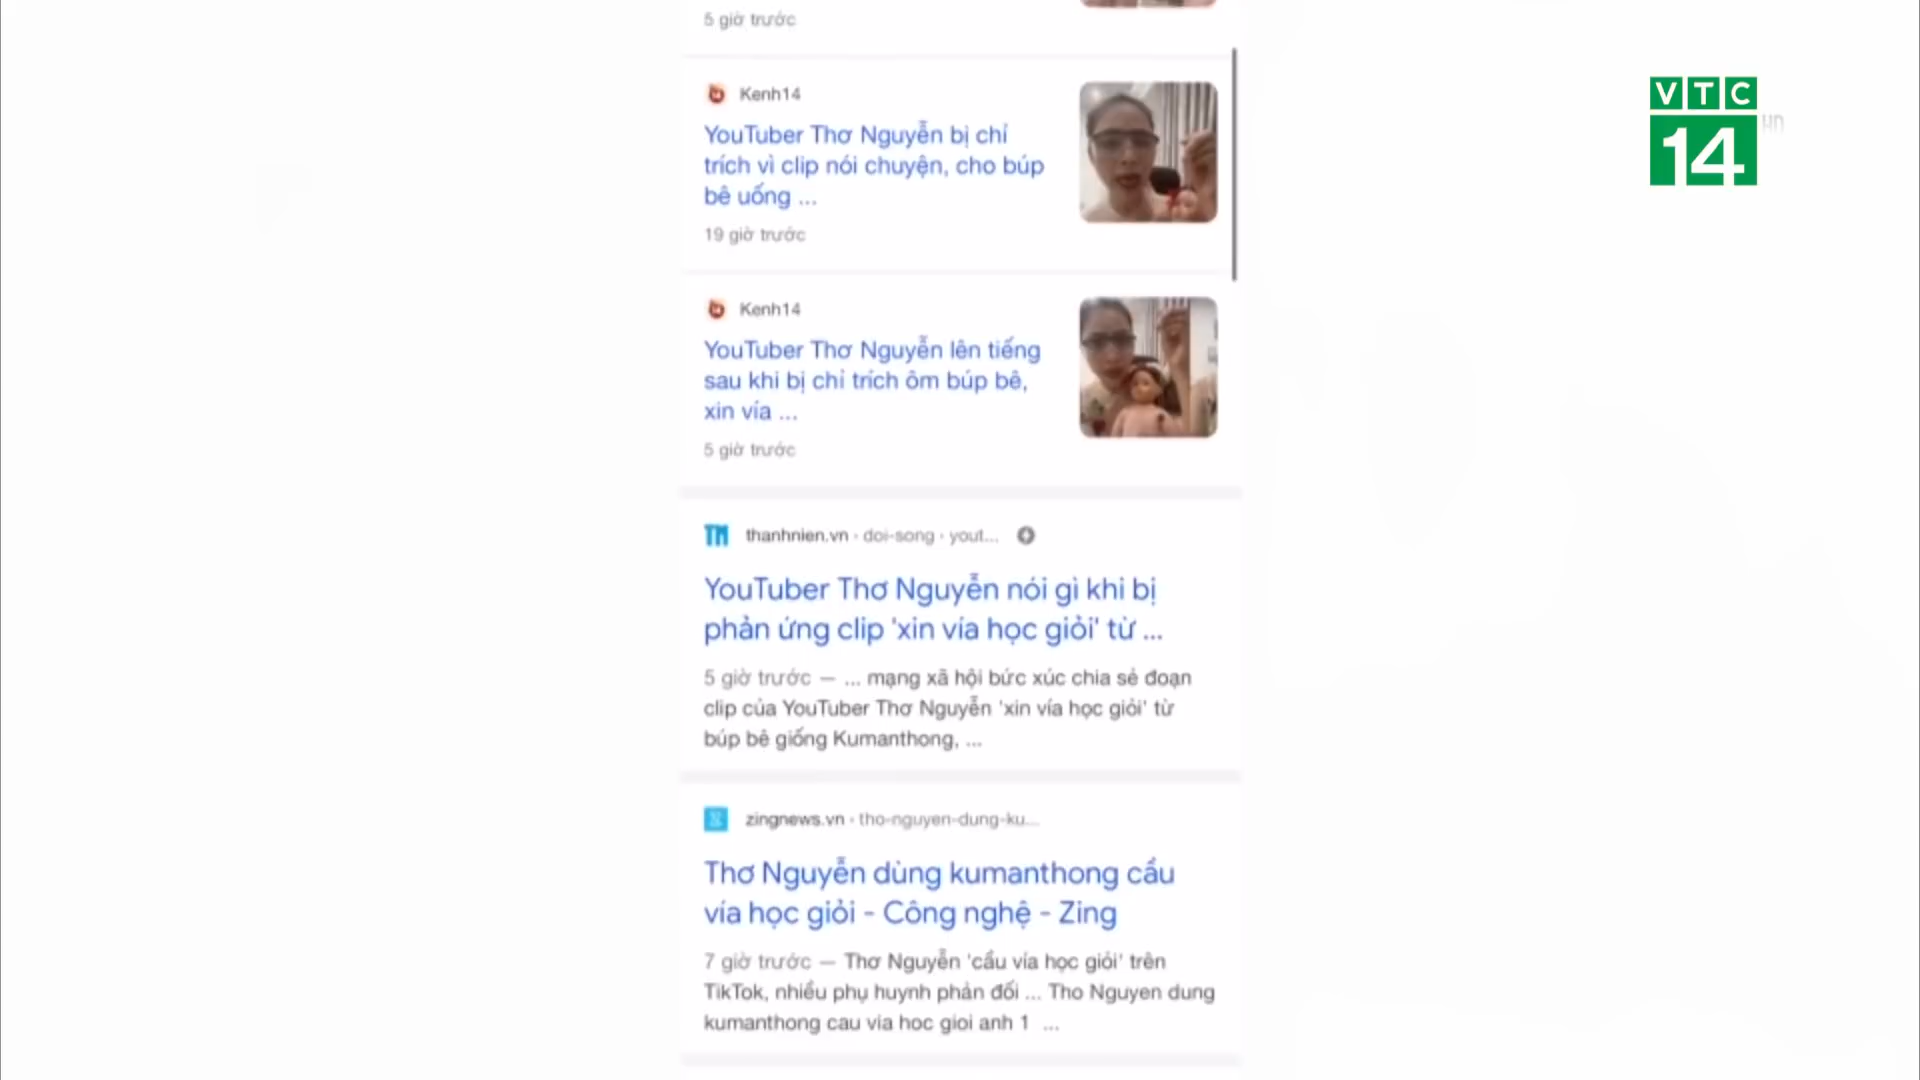 5 giờ trước
VTC
14
HD
Kenh14
YouTuber Thơ Nguyễn bị chỉ
trích vì clip nói chuyện, cho búp
bê uống ...
19 giờ trước
Kenh14
YouTuber Thơ Nguyễn lên tiếng
sau khi bị chỉ trích ôm búp bê,
xin vía ...
5 giờ trước
thanhnien.vn · doi-song · yout...
YouTuber Thơ Nguyễn nói gì khi bị
phản ứng clip 'xin vía học giỏi' từ ...
5 giờ trước — ... mạng xã hội bức xúc chia sẻ đoạn
clip của YouTuber Thơ Nguyễn 'xin vía học giỏi' từ
búp bê giống Kumanthong, ...
zingnews.vn · tho-nguyen-dung-ku...
Thơ Nguyễn dùng kumanthong cầu
vía học giỏi - Công nghệ - Zing
7 giờ trước — Thơ Nguyễn 'cầu vía học giỏi' trên
TikTok, nhiều phụ huynh phản đối ... Tho Nguyen dung
kumanthong cau via hoc gioi anh 1 ...